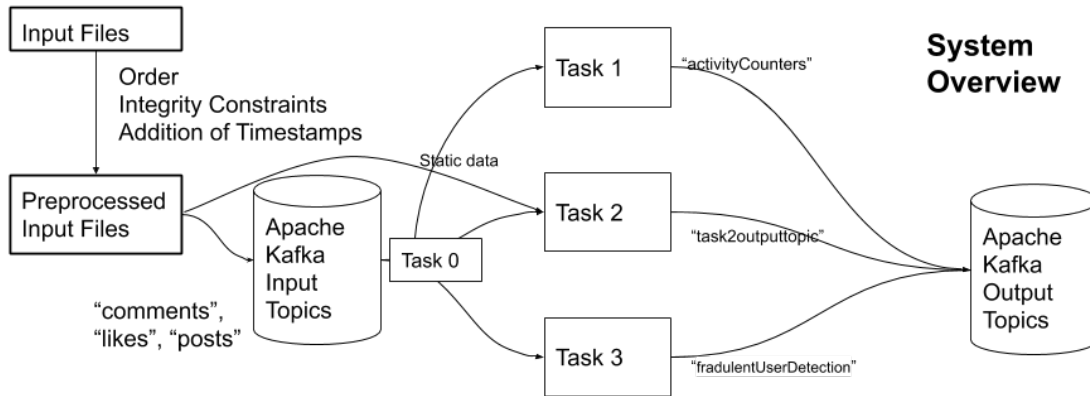 Input Files
Order
Integrity Constraints
Addition of Timestamps
Preprocessed
Input Files
“comments”,
“likes”, “posts”
Apache
Kafka
Input
Topics
Static data
Task 0
Task 1
Task 2
Task 3
“activityCounters”
“task2outputtopic”
“fradulentUserDetection”
System
Overview
Apache
Kafka
Output
Topics